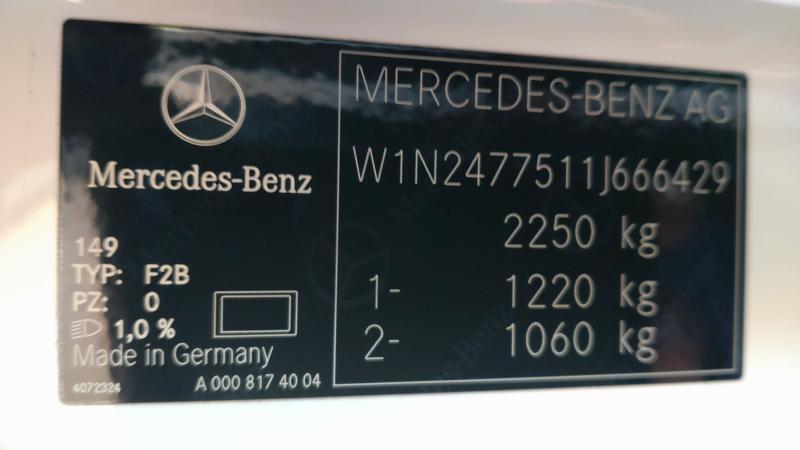 Mercedes-Benz
149
TYP: F2B
PZ: 0
1,0 %
Made in Germany
4072324
A 000 817 40 04
MERCEDES-BENZ AG
W1N2477511J666429
2250 kg
1- 1220 kg
2- 1060 kg